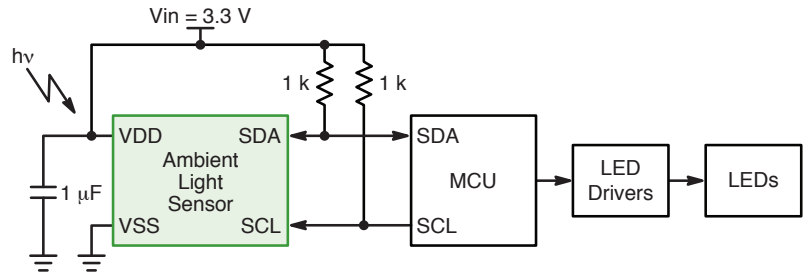 Vin = 3.3 V
hν
1 k
1 k
VDD
SDA
SDA
Ambient
Light
Sensor
MCU
LED
Drivers
LEDs
1 µF
VSS
SCL
SCL